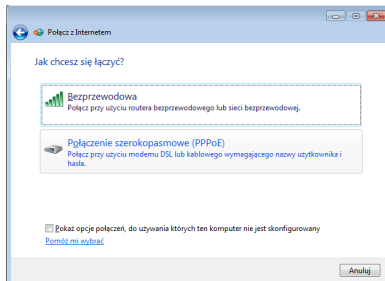 Połącz z Internetem
Jak chcesz się łączyć?
Bezprzewodowa
Połącz przy użyciu routera bezprzewodowego lub sieci bezprzewodowej.
Połączenie szerokopasmowe (PPPoE)
Połącz przy użyciu modemu DSL lub kablowego wymagającego nazwy użytkownika i
hasła.
Pokaż opcje połączeń, do używania których ten komputer nie jest skonfigurowany
Pomóż mi wybrać
Anuluj